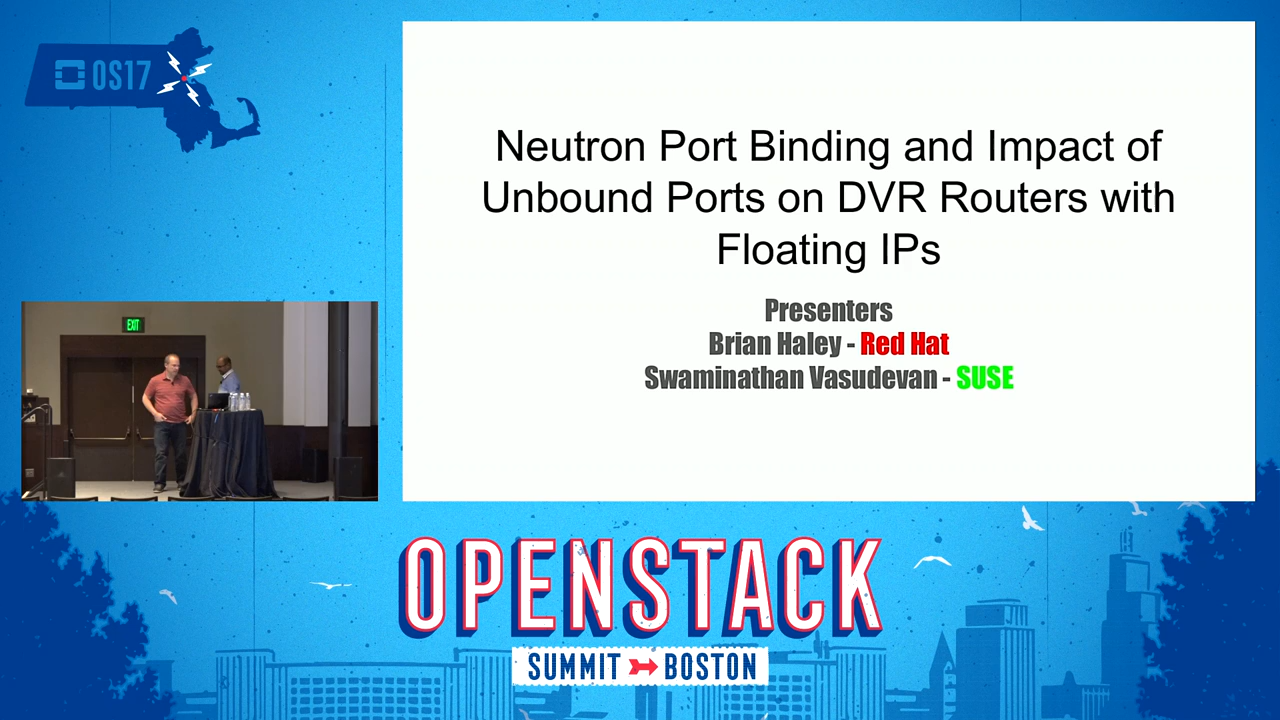 OS17
Neutron Port Binding and Impact of
Unbound Ports on DVR Routers with
Floating IPs
Presenters
Brian Haley - Red Hat
Swaminathan Vasudevan - SUSE
EXIT
OPENSTACK
SUMMIT BOSTON